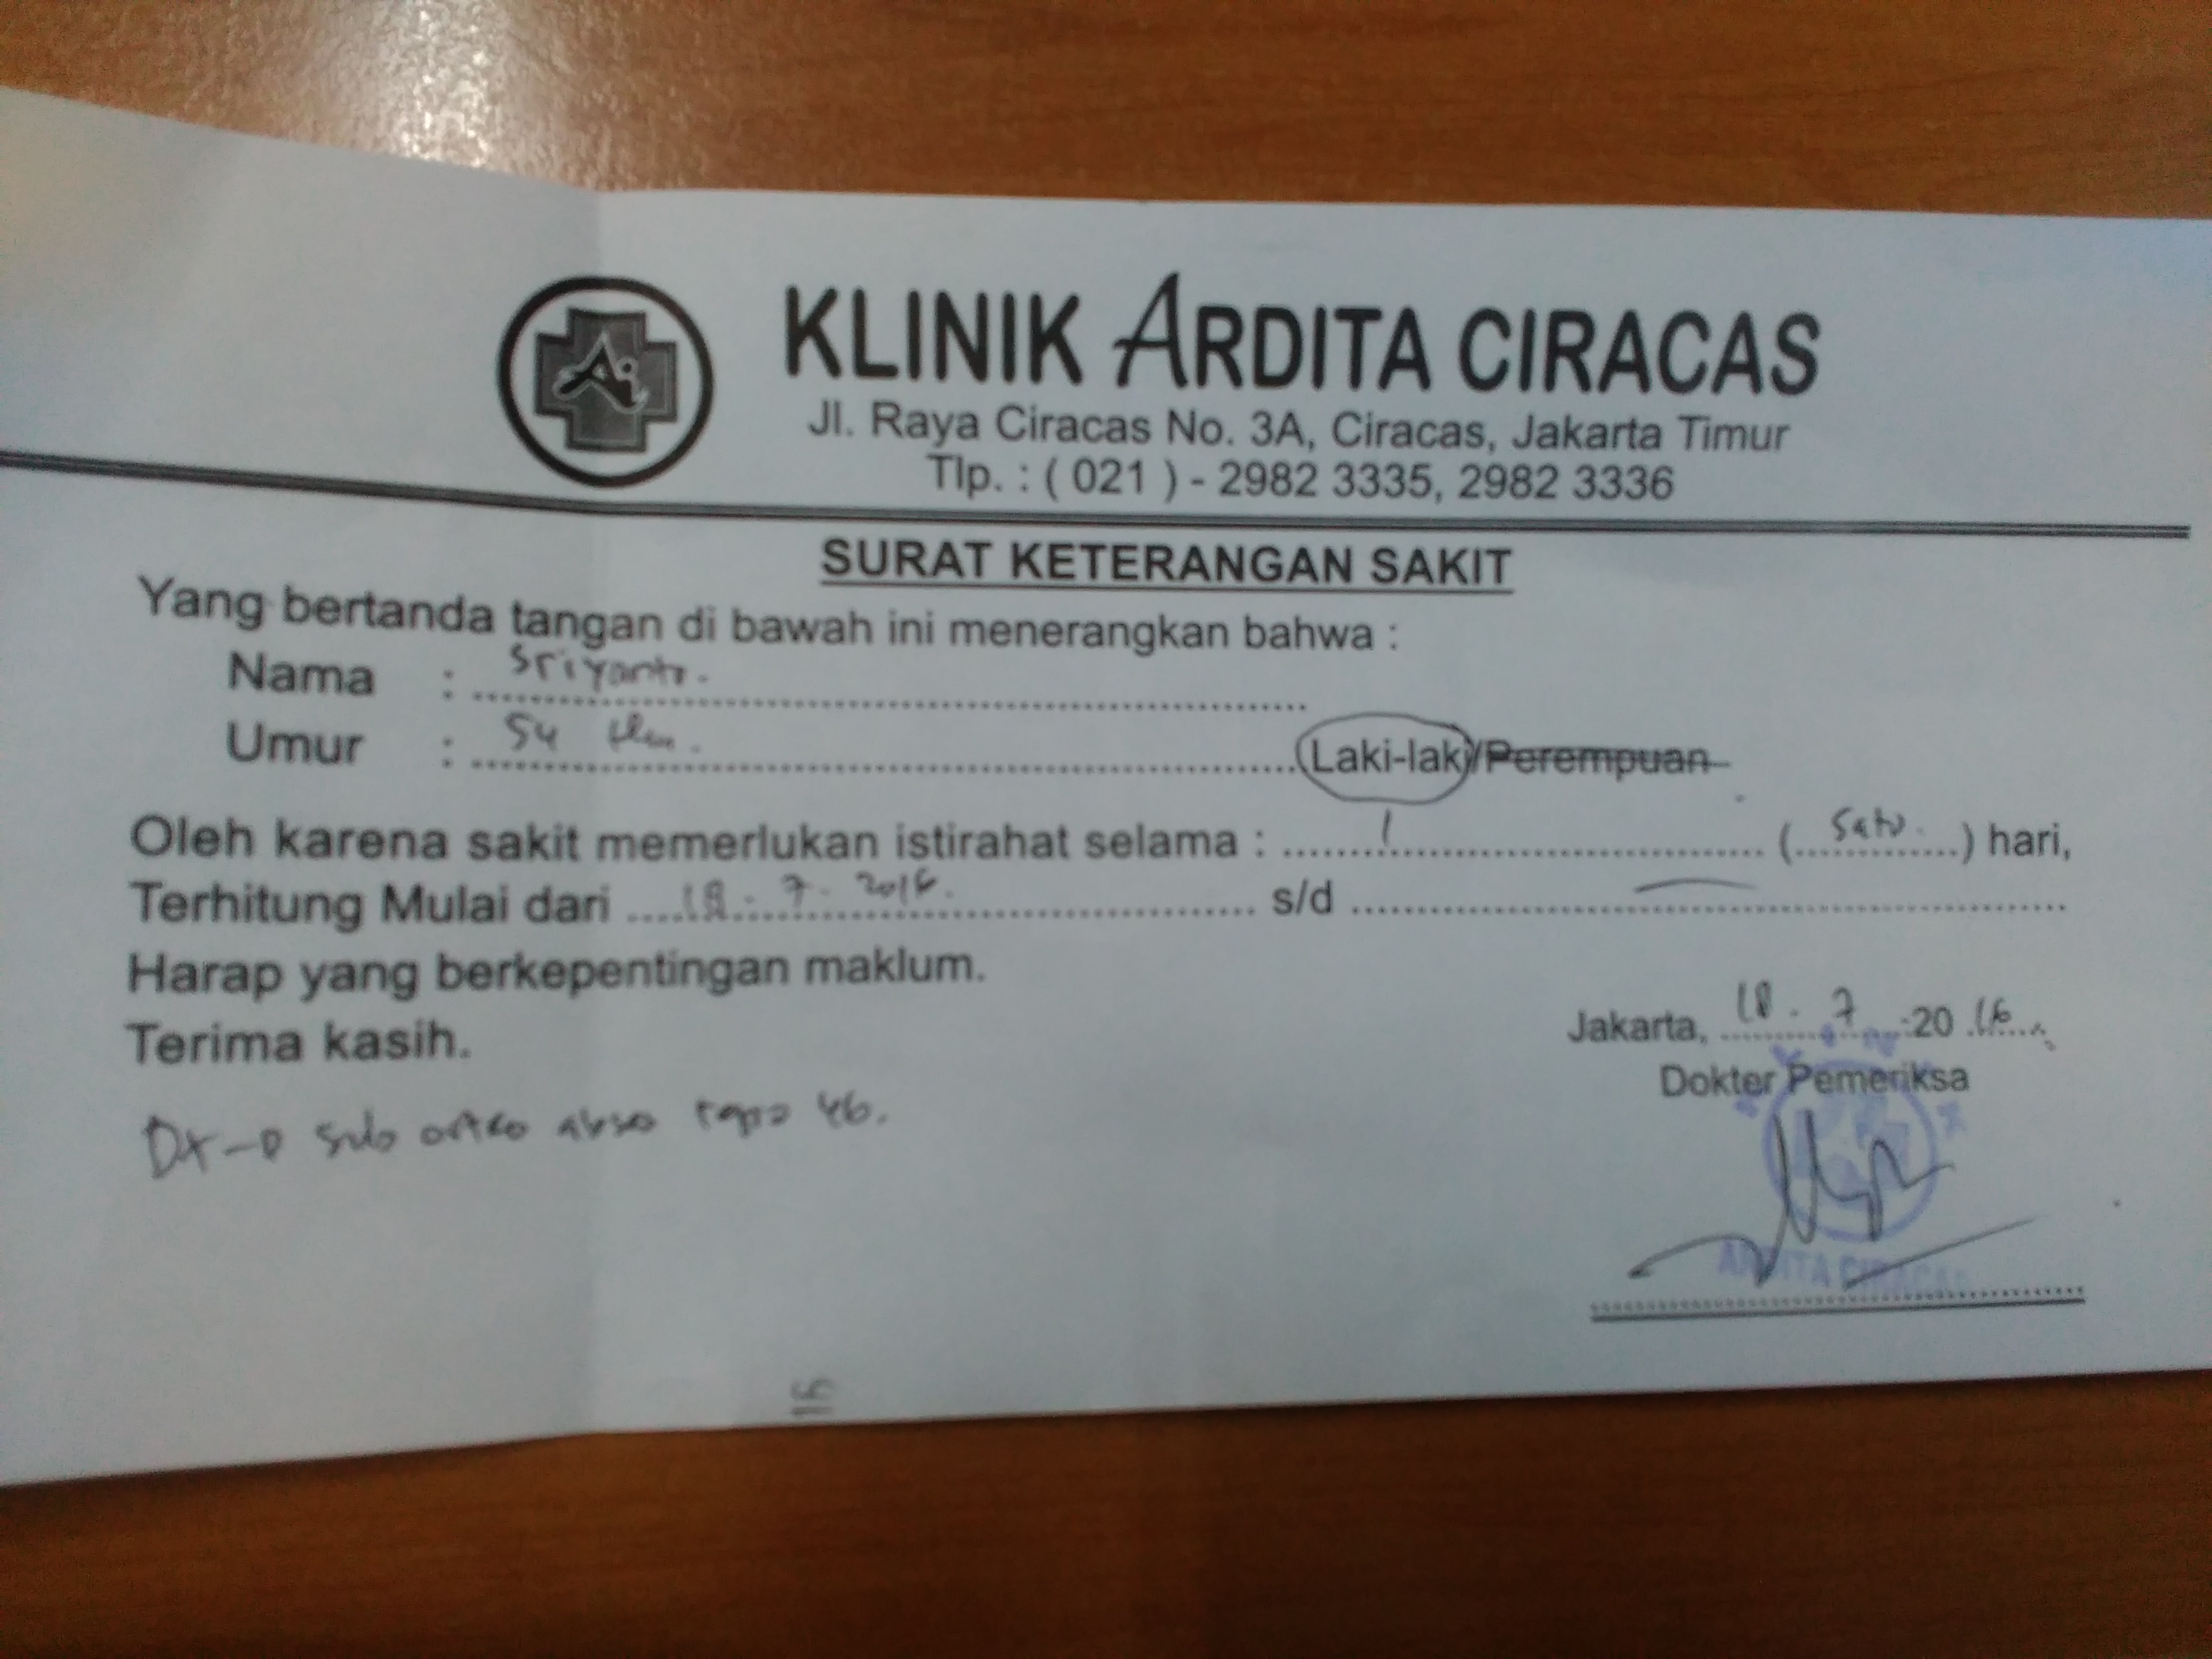 KLINIK ARDITA CIRACAS
Jl. Raya Ciracas No. 3A, Ciracas, Jakarta Timur
Tlp. : ( 021 ) - 2982 3335, 2982 3336
SURAT KETERANGAN SAKIT
Yang bertanda tangan di bawah ini menerangkan bahwa :
Nama : Sriyanto.
Umur : 54 Laki-laki/Perempuan
Oleh karena sakit memerlukan istirahat selama : 1 (Satu.) hari,
Terhitung Mulai dari 18 - 7 - 2016. s/d —
Harap yang berkepentingan maklum.
Terima kasih.
Jakarta, 18 - 7 - 20 16
Dokter Pemeriksa
Dx 46.
ARDITA CIRACAS
16